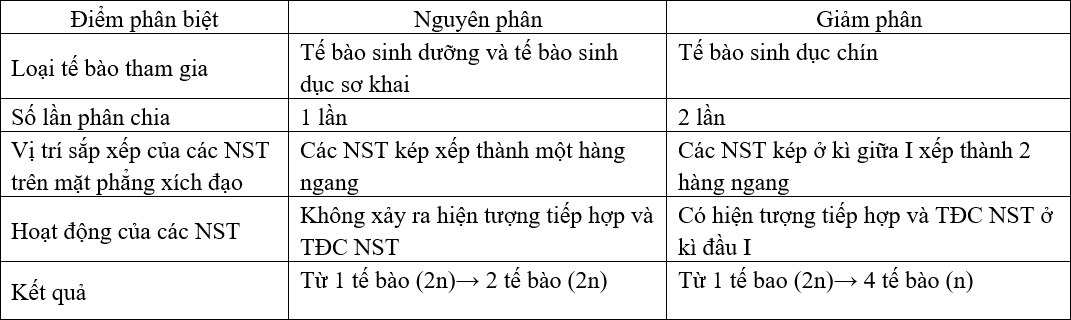 Điểm phân biệt
Nguyên phân
Giảm phân
Loại tế bào tham gia
Tế bào sinh dưỡng và tế bào sinh
dục sơ khai
Tế bào sinh dục chín
Số lần phân chia
1 lần
2 lần
Vị trí sắp xếp của các NST
trên mặt phẳng xích đạo
Các NST kép xếp thành một hàng
ngang
Các NST kép ở kì giữa I xếp thành 2
hàng ngang
Hoạt động của các NST
Không xảy ra hiện tượng tiếp hợp và
TĐC NST
Có hiện tượng tiếp hợp và TĐC NST ở
kì đầu I
Kết quả
Từ 1 tế bào (2n)→ 2 tế bào (2n)
Từ 1 tế bao (2n)→ 4 tế bào (n)